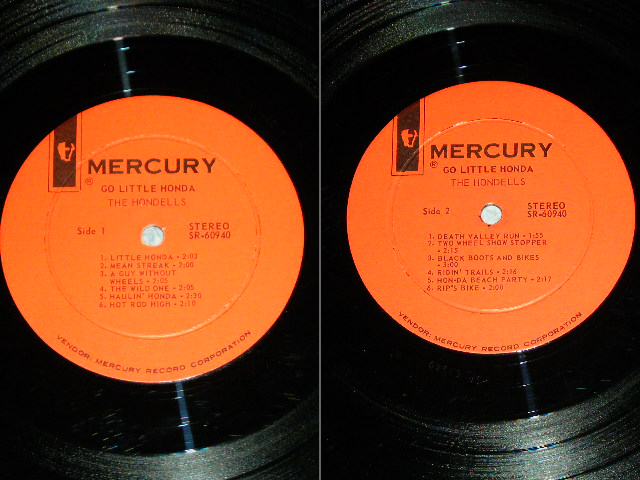 MERCURY
®
GO LITTLE HONDA
THE HONDELLS
Side 1
STEREO
SR-60940
1. LITTLE HONDA • 2:03
2. MEAN STREAK • 2:00
3. A GUY WITHOUT
WHEELS • 2:05
4. THE WILD ONE • 2:05
5. HAULIN' HONDA • 2:30
6. HOT ROD HIGH • 2:10
VENDOR: MERCURY RECORD CORPORATION
MERCURY
®
GO LITTLE HONDA
THE HONDELLS
Side 2
STEREO
SR-60940
1. DEATH VALLEY RUN • 1:55
2. TWO WHEEL SHOW STOPPER
• 2:15
3. BLACK BOOTS AND BIKES
• 3:00
4. RIDIN' TRAILS • 2:16
5. HON-DA BEACH PARTY • 2:17
6. RIP'S BIKE • 2:00
VENDOR: MERCURY RECORD CORPORATION